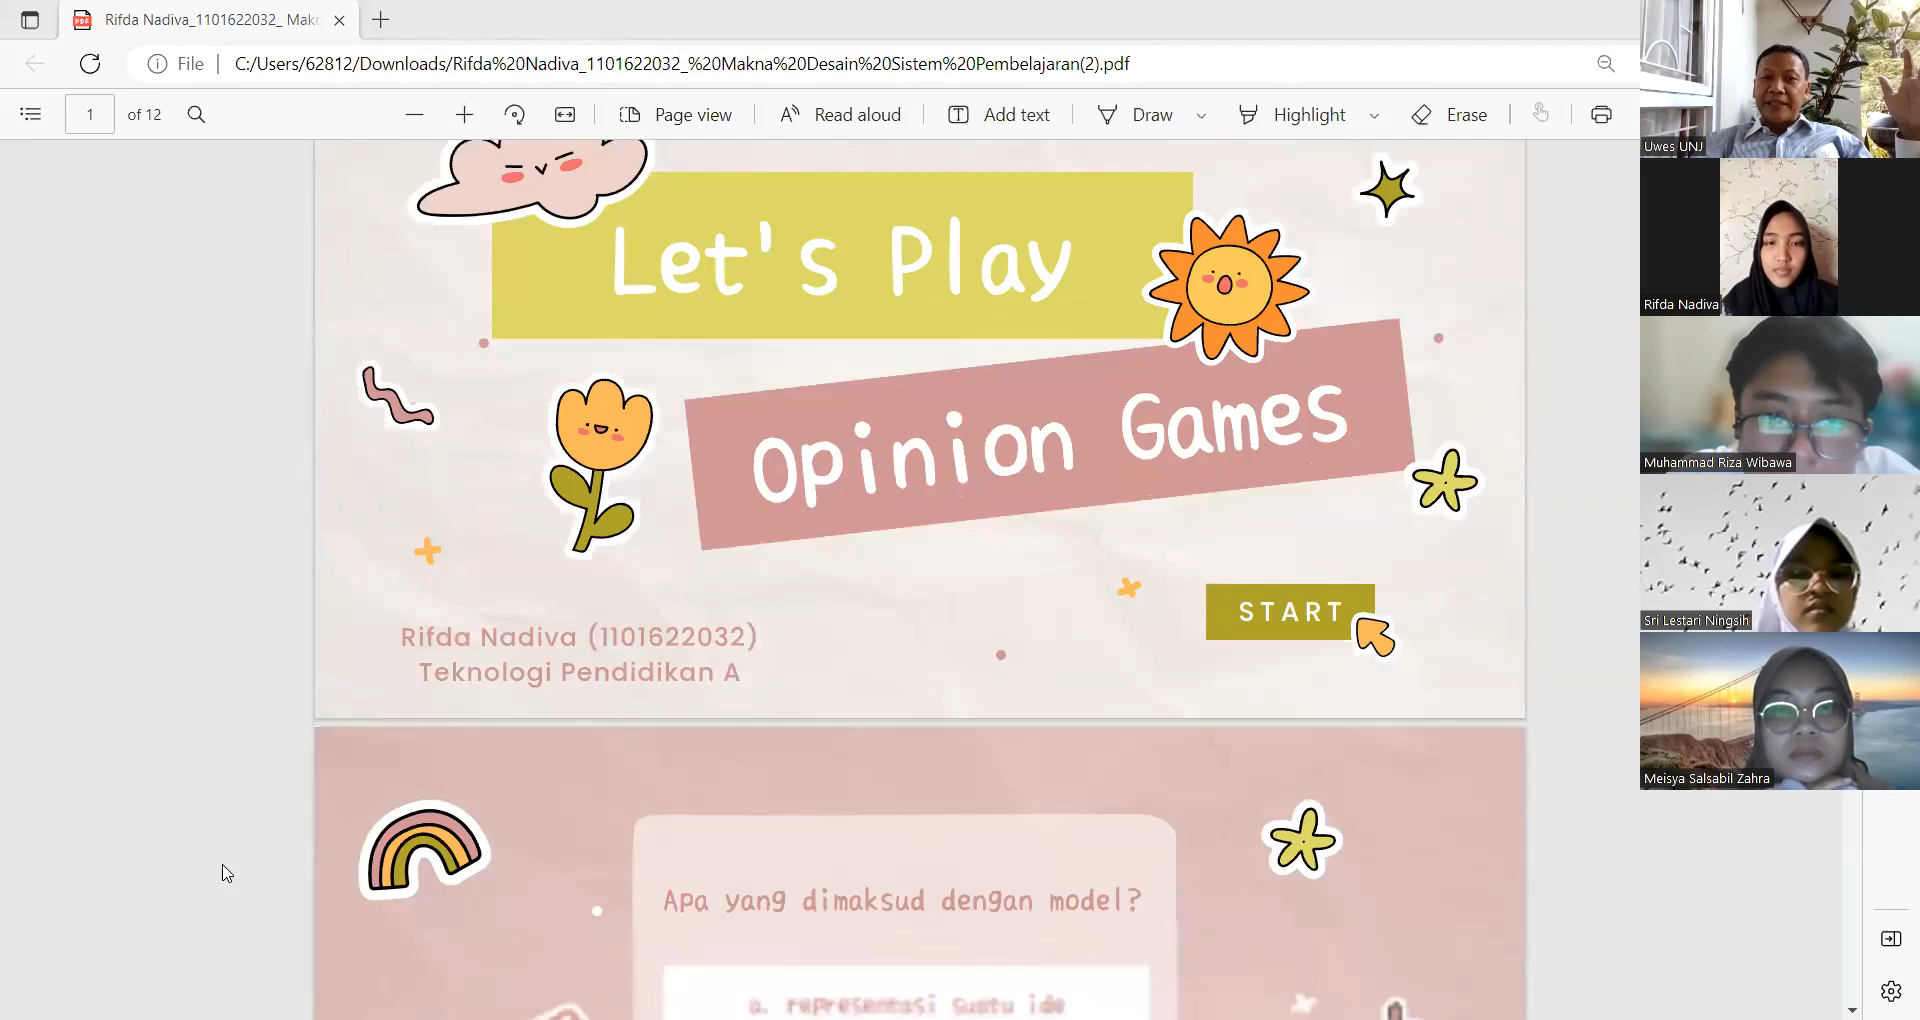 Rifda Nadiva_1101622032_ Makn
File
C:/Users/62812/Downloads/Rifda%20Nadiva_1101622032_%20Makna%20Desain%20Sistem%20Pembelajaran(2).pdf
1 of 12
Page view
Read aloud
Add text
Draw
Highlight
Erase
Let's Play
Opinion Games
START
Rifda Nadiva (1101622032)
Teknologi Pendidikan A
Apa yang dimaksud dengan model?
a. representasi suatu ide
Uwes UNJ
Rifda Nadiva
Muhammad Riza Wibawa
Sri Lestari Ningsih
Meisya Salsabil Zahra